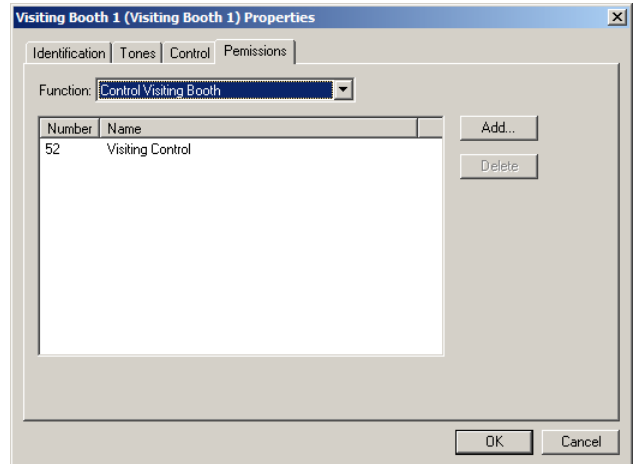 Visiting Booth 1 (Visiting Booth 1) Properties
Identification Tones Control Pemissions
Function: Control Visiting Booth
Number Name Add...
52 Visiting Control
Delete
OK Cancel